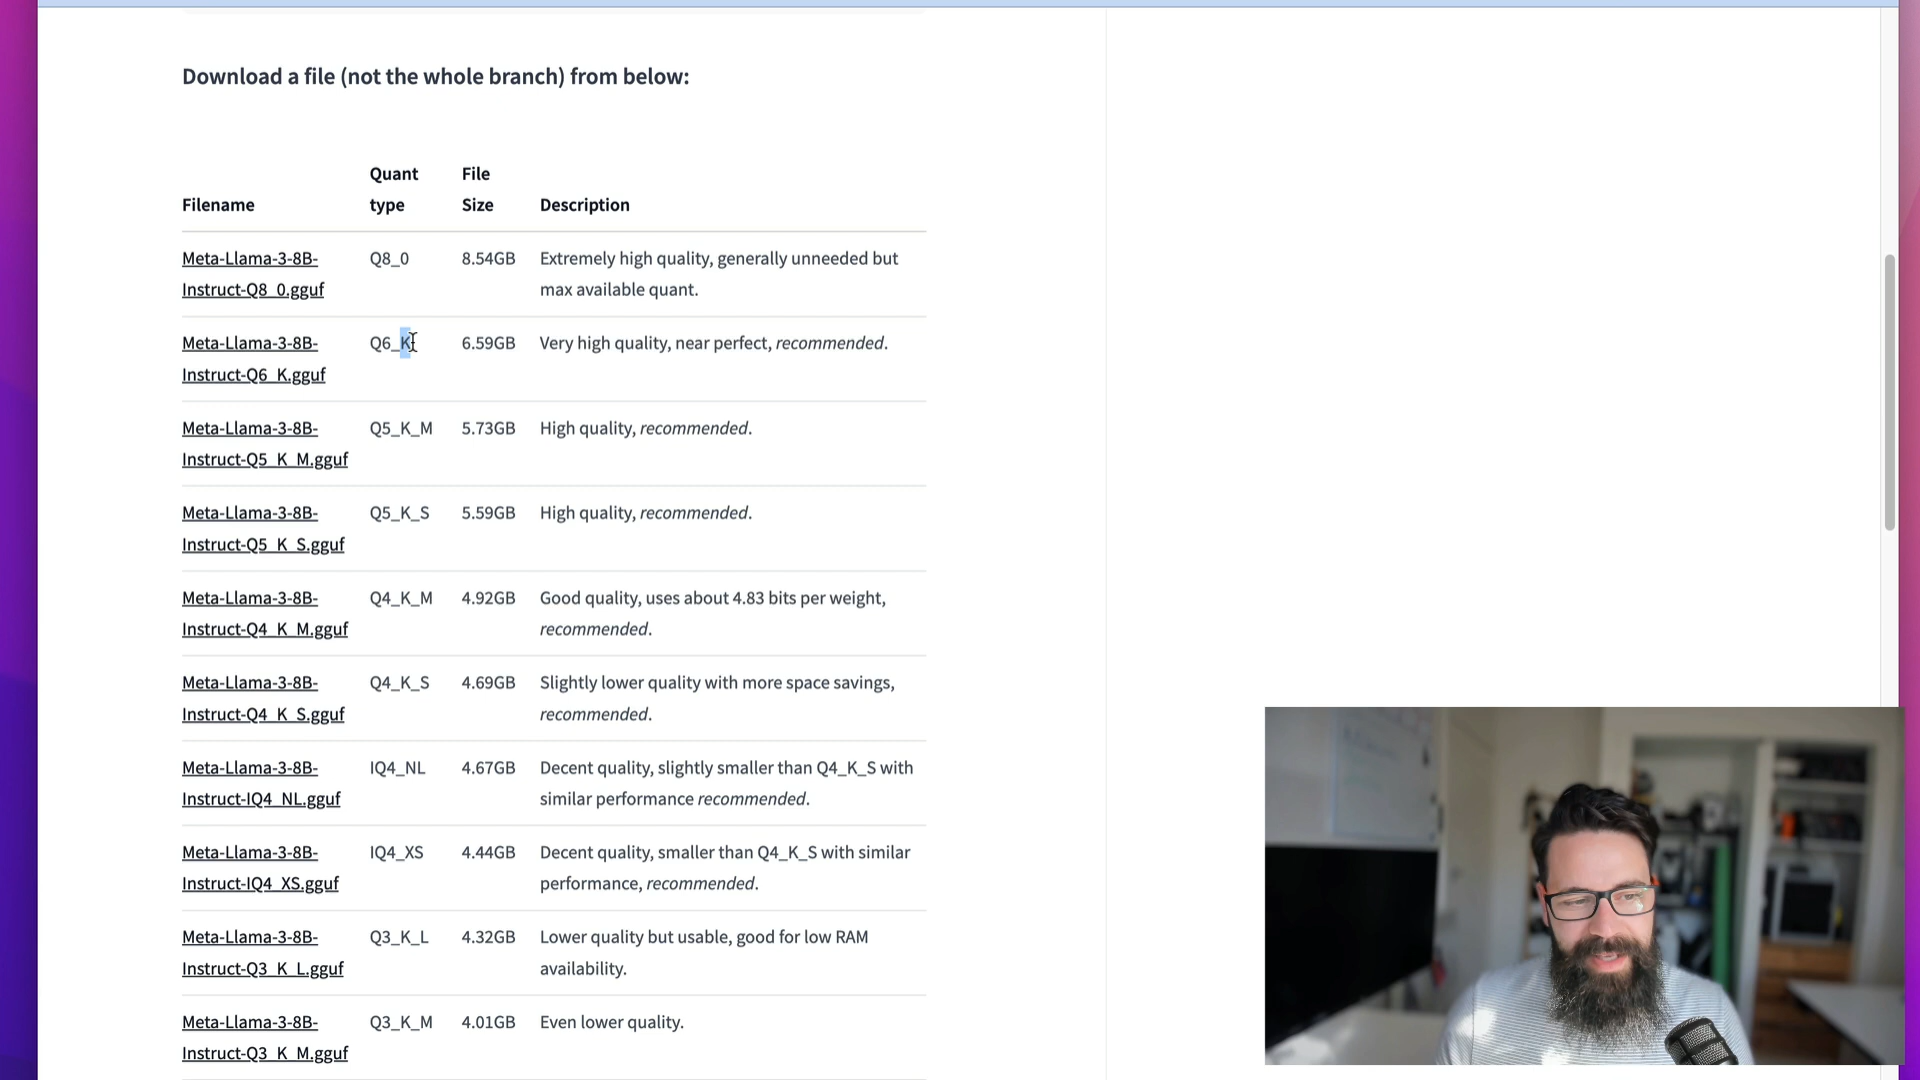 Download a file (not the whole branch) from below:
Quant File
Filename type Size Description
Meta-Llama-3-8B- Q8_0 8.54GB Extremely high quality, generally unneeded but
Instruct-Q8_0.gguf max available quant.
Meta-Llama-3-8B- Q6_K 6.59GB Very high quality, near perfect, recommended.
Instruct-Q6_K.gguf
Meta-Llama-3-8B- Q5_K_M 5.73GB High quality, recommended.
Instruct-Q5_K_M.gguf
Meta-Llama-3-8B- Q5_K_S 5.59GB High quality, recommended.
Instruct-Q5_K_S.gguf
Meta-Llama-3-8B- Q4_K_M 4.92GB Good quality, uses about 4.83 bits per weight,
Instruct-Q4_K_M.gguf recommended.
Meta-Llama-3-8B- Q4_K_S 4.69GB Slightly lower quality with more space savings,
Instruct-Q4_K_S.gguf recommended.
Meta-Llama-3-8B- IQ4_NL 4.67GB Decent quality, slightly smaller than Q4_K_S with
Instruct-IQ4_NL.gguf similar performance recommended.
Meta-Llama-3-8B- IQ4_XS 4.44GB Decent quality, smaller than Q4_K_S with similar
Instruct-IQ4_XS.gguf performance, recommended.
Meta-Llama-3-8B- Q3_K_L 4.32GB Lower quality but usable, good for low RAM
Instruct-Q3_K_L.gguf availability.
Meta-Llama-3-8B- Q3_K_M 4.01GB Even lower quality.
Instruct-Q3_K_M.gguf